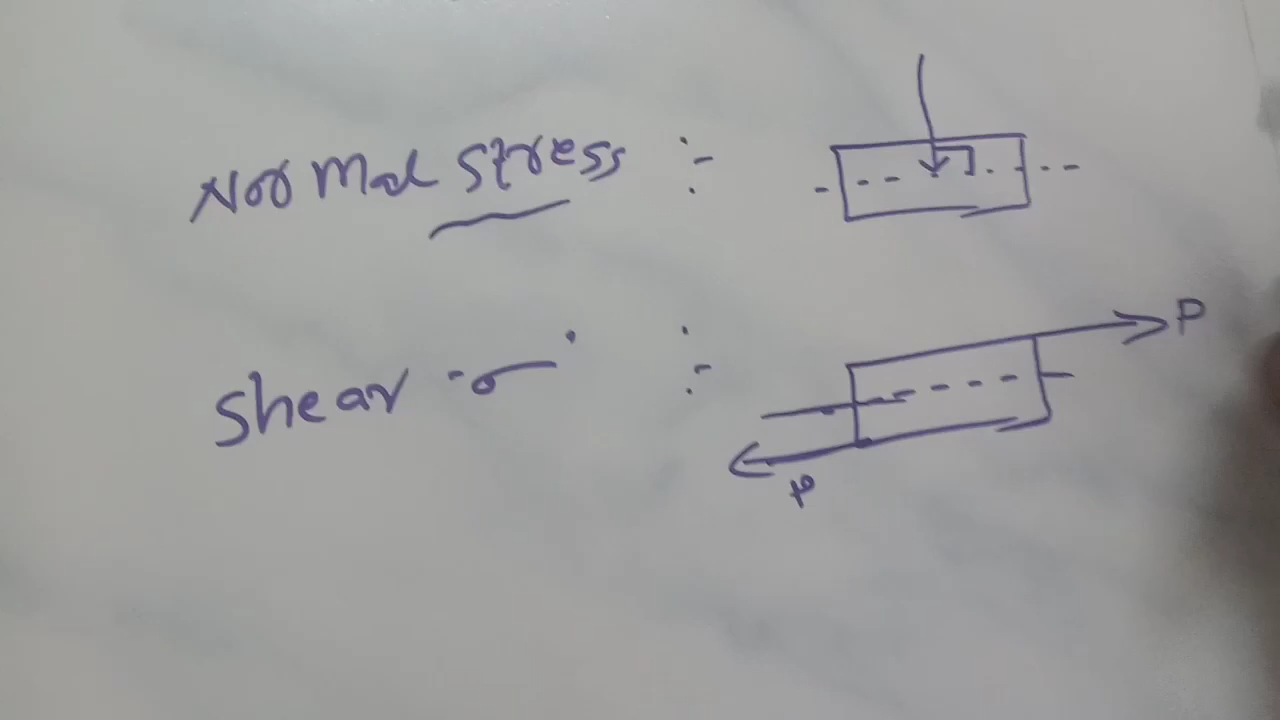 Normal stress :-
Shear -〃- :-
P
P